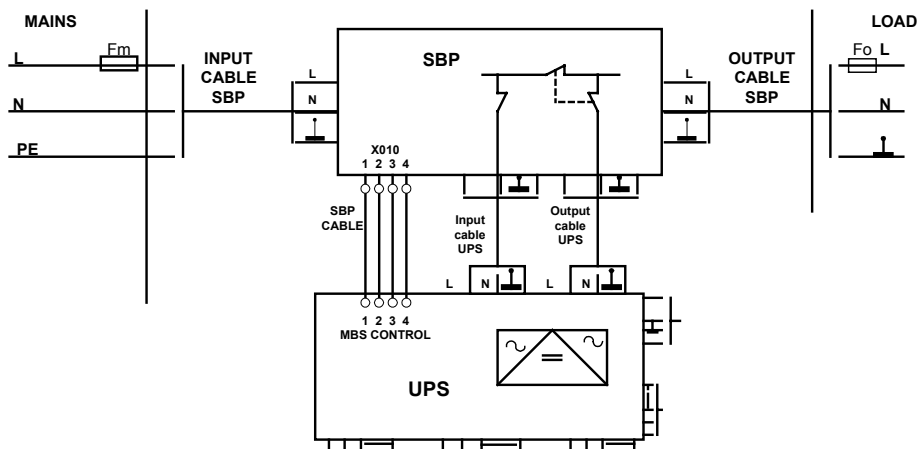 MAINS
LOAD
Fm
Fo L
L
INPUT
CABLE
SBP
SBP
OUTPUT
CABLE
SBP
L
L
N
N
N
N
PE
X010
1 2 3 4
SBP
CABLE
Input
cable
UPS
Output
cable
UPS
L N L N
1 2 3 4
MBS CONTROL
UPS